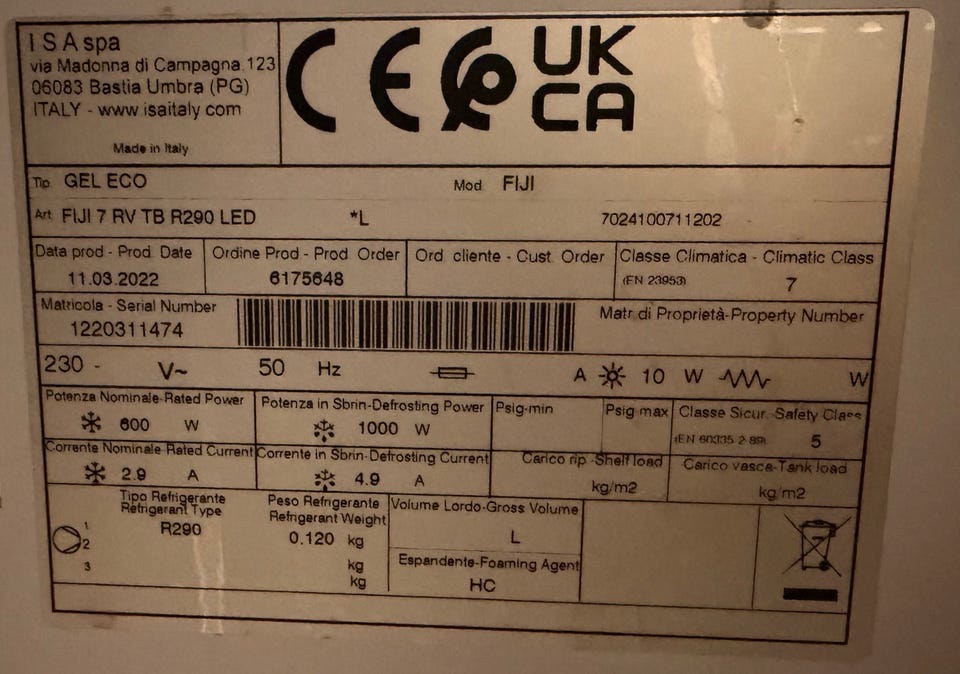 I S A spa
via Madonna di Campagna 123
06083 Bastia Umbra (PG)
ITALY - www.isaitaly.com
Made in Italy
CE
UK
CA
Tip. GEL ECO Mod. FIJI
Art. FIJI 7 RV TB R290 LED *L 7024100711202
Data prod - Prod. Date Ordine Prod - Prod. Order Ord. cliente - Cust. Order Classe Climatica - Climatic Class
11.03.2022 6175648 (EN 23953) 7
Matricola - Serial Number Matr di Proprietà-Property Number
1220311474
230 - V~ 50 Hz A 10 W W
Potenza Nominale-Rated Power Potenza in Sbrin-Defrosting Power Psig-min Psig max Classe Sicur.-Safety Class
600 W 1000 W (EN 60335 2 89) 5
Corrente Nominale-Rated Current Corrente in Sbrin-Defrosting Current Carico rip.-Shelf load Carico vasca-Tank load
2.9 A 4.9 A kg/m2 kg/m2
Tipo Refrigerante Peso Refrigerante Volume Lordo-Gross Volume
Refrigerant Type Refrigerant Weight
1 R290 0.120 kg L
2 kg Espandente-Foaming Agent
3 kg HC